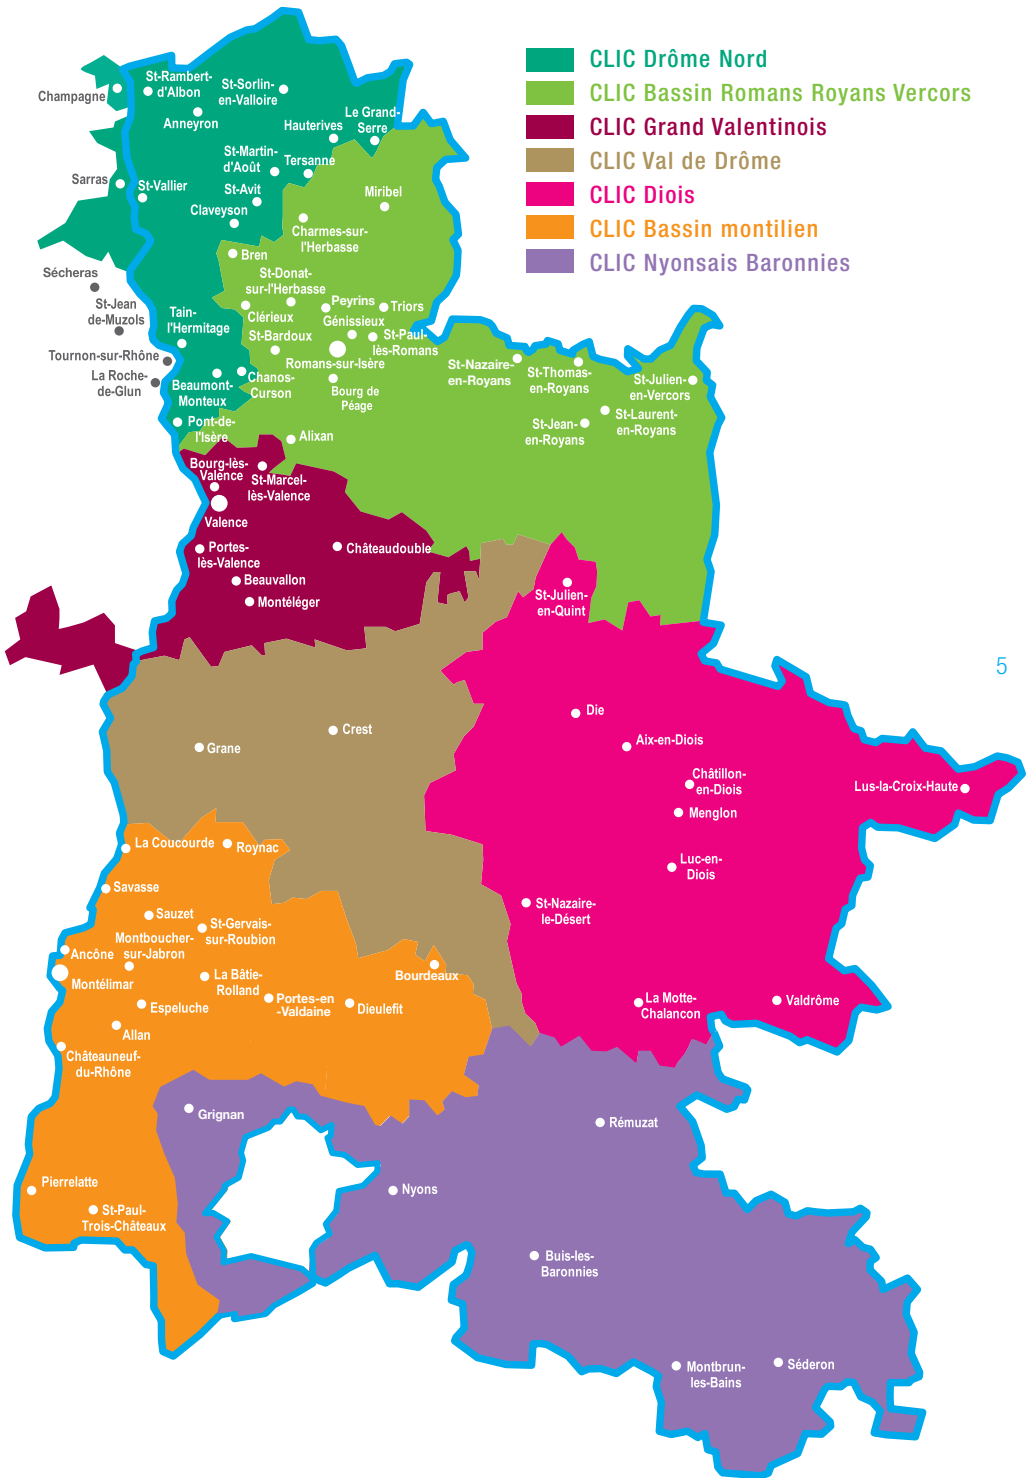 CLIC Drôme Nord
CLIC Bassin Romans Royans Vercors
CLIC Grand Valentinois
CLIC Val de Drôme
CLIC Diois
CLIC Bassin montilien
CLIC Nyonsais Baronnies
Champagne
St-Rambert-
d'Albon
St-Sorlin-
en-Valloire
Anneyron
Hauterives
Le Grand-
Serre
St-Martin-
d'Août
Tersanne
Sarras
St-Vallier
St-Avit
Claveyson
Miribel
Charmes-sur-
l'Herbasse
Bren
Sécheras
St-Donat-
sur-l'Herbasse
St-Jean
de-Muzols
Tain-
l'Hermitage
Clérieux
Peyrins
Triors
Génissieux
St-Bardoux
St-Paul-
lès-Romans
Tournon-sur-Rhône
Romans-sur-Isère
La Roche-
de-Glun
Beaumont-
Monteux
Chanos-
Curson
Bourg de
Péage
St-Nazaire-
en-Royans
St-Thomas-
en-Royans
St-Julien-
en-Vercors
St-Laurent-
en-Royans
St-Jean-
en-Royans
Pont-de-
l'Isère
Alixan
Bourg-lès-
Valence
St-Marcel-
lès-Valence
Valence
Portes-
lès-Valence
Châteaudouble
Beauvallon
Montéléger
St-Julien-
en-Quint
5
Die
Crest
Grane
Aix-en-Diois
Châtillon-
en-Diois
Lus-la-Croix-Haute
Menglon
La Coucourde
Roynac
Luc-en-
Diois
Savasse
Sauzet
St-Gervais-
sur-Roubion
St-Nazaire-
le-Désert
Montboucher-
sur-Jabron
Ancône
Montélimar
La Bâtie-
Rolland
Bourdeaux
Espeluche
Portes-en
-Valdaine
Dieulefit
La Motte-
Chalancon
Valdrôme
Allan
Châteauneuf-
du-Rhône
Grignan
Rémuzat
Pierrelatte
Nyons
St-Paul-
Trois-Châteaux
Buis-les-
Baronnies
Montbrun-
les-Bains
Séderon